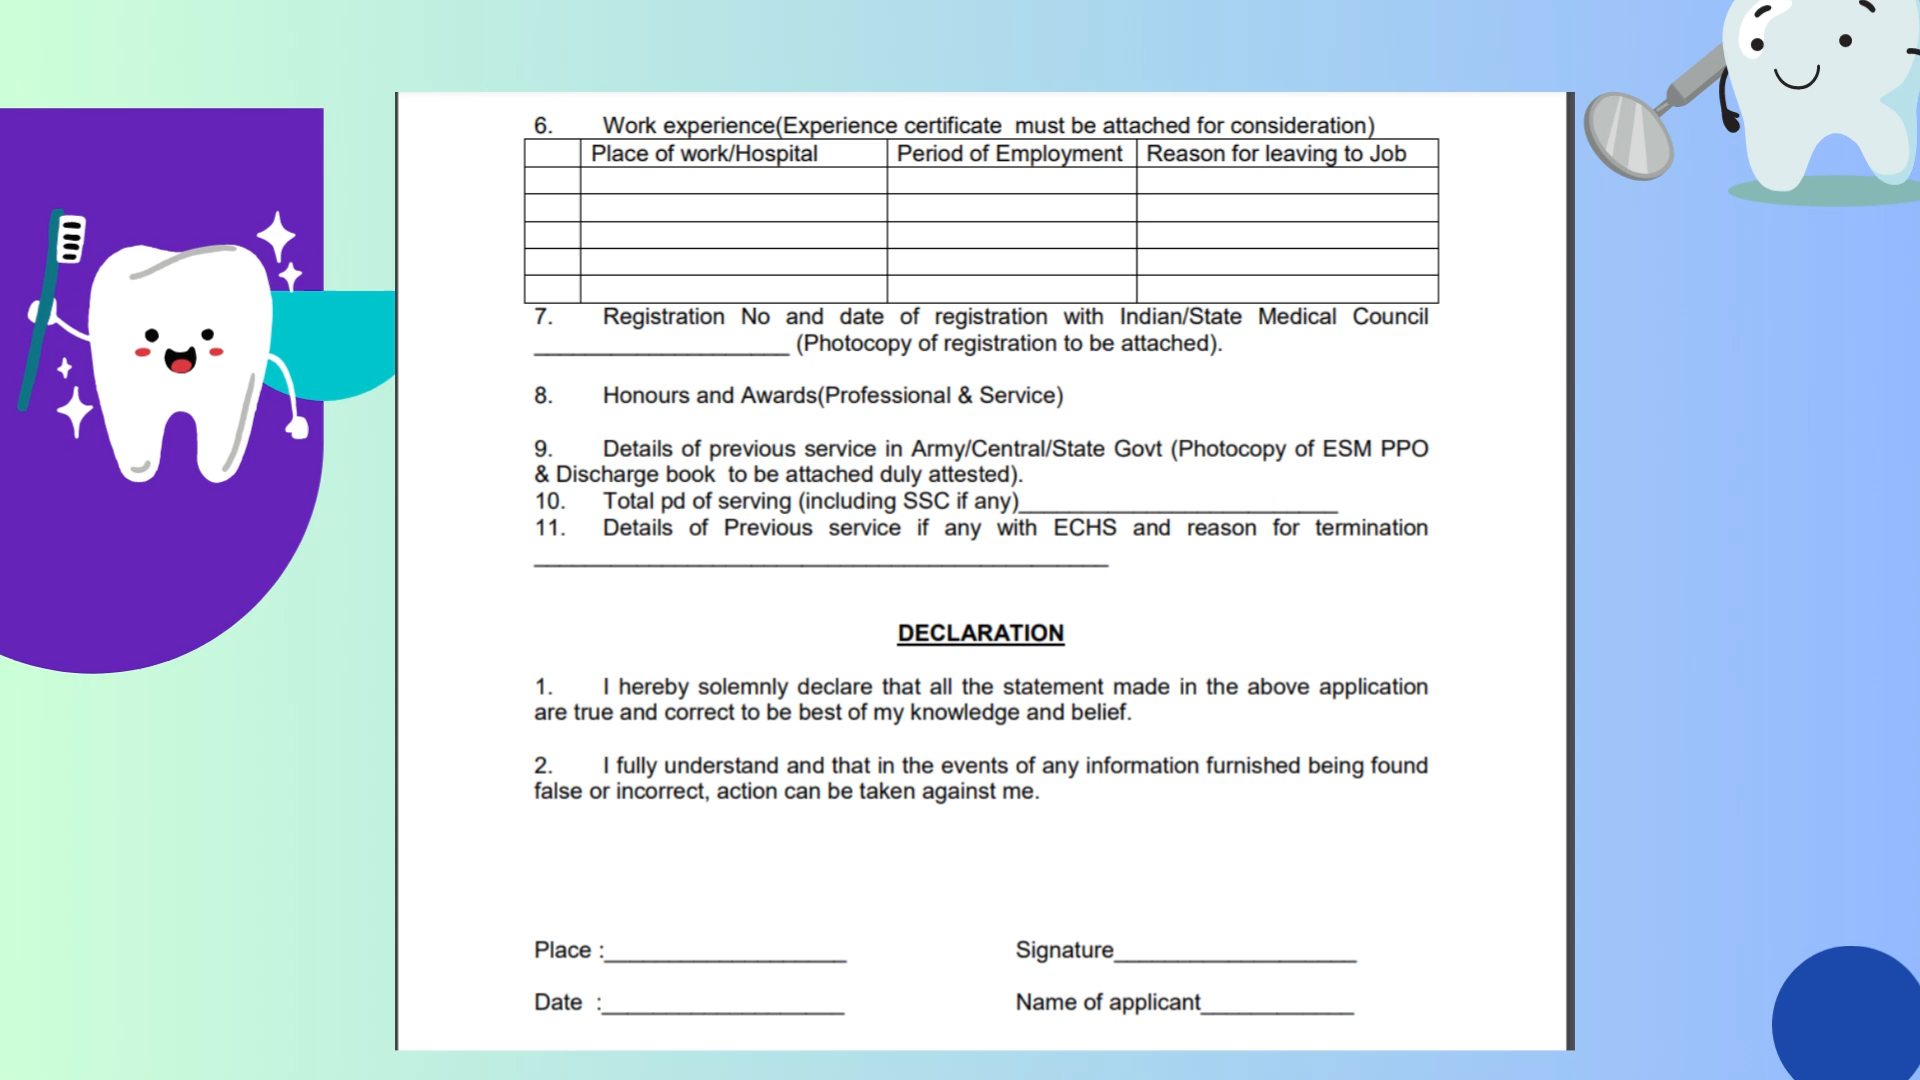 6. Work experience(Experience certificate must be attached for consideration)
Place of work/Hospital Period of Employment Reason for leaving to Job
7. Registration No and date of registration with Indian/State Medical Council
____________________ (Photocopy of registration to be attached).
8. Honours and Awards(Professional & Service)
9. Details of previous service in Army/Central/State Govt (Photocopy of ESM PPO
& Discharge book to be attached duly attested).
10. Total pd of serving (including SSC if any)_________________________
11. Details of Previous service if any with ECHS and reason for termination
_____________________________________________
DECLARATION
1. I hereby solemnly declare that all the statement made in the above application
are true and correct to be best of my knowledge and belief.
2. I fully understand and that in the events of any information furnished being found
false or incorrect, action can be taken against me.
Place :___________________ Signature___________________
Date :___________________ Name of applicant____________